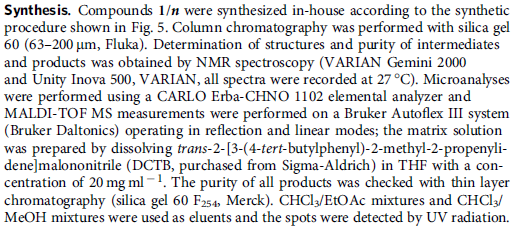 Synthesis. Compounds 1/n were synthesized in-house according to the synthetic
procedure shown in Fig. 5. Column chromatography was performed with silica gel
60 (63–200 μm, Fluka). Determination of structures and purity of intermediates
and products was obtained by NMR spectroscopy (VARIAN Gemini 2000
and Unity Inova 500, VARIAN, all spectra were recorded at 27 °C). Microanalyses
were performed using a CARLO Erba-CHNO 1102 elemental analyzer and
MALDI-TOF MS measurements were performed on a Bruker Autoflex III system
(Bruker Daltonics) operating in reflection and linear modes; the matrix solution
was prepared by dissolving trans-2-[3-(4-tert-butylphenyl)-2-methyl-2-propenyli-
dene]malononitrile (DCTB, purchased from Sigma-Aldrich) in THF with a con-
centration of 20 mg ml⁻¹. The purity of all products was checked with thin layer
chromatography (silica gel 60 F₂₅₄, Merck). CHCl₃/EtOAc mixtures and CHCl₃/
MeOH mixtures were used as eluents and the spots were detected by UV radiation.